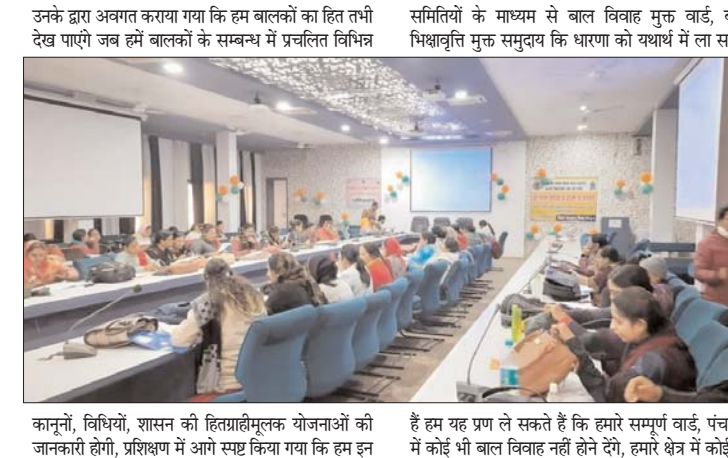 उनके द्वारा अवगत कराया गया कि हम बालकों का हित तभी
देख पाएंगे जब हमें बालकों के सम्बन्ध में प्रचलित विभिन्न
कानूनों, विधियों, शासन की हितग्राहीमूलक योजनाओं की
जानकारी होगी, प्रशिक्षण में आगे स्पष्ट किया गया कि हम इन
समितियों के माध्यम से बाल विवाह मुक्त वार्ड,
भिक्षावृत्ति मुक्त समुदाय कि धारणा को यथार्थ में ला
हैं हम यह प्रण ले सकते हैं कि हमारे सम्पूर्ण वार्ड,
में कोई भी बाल विवाह नहीं होने देंगे, हमारे क्षेत्र में कोई